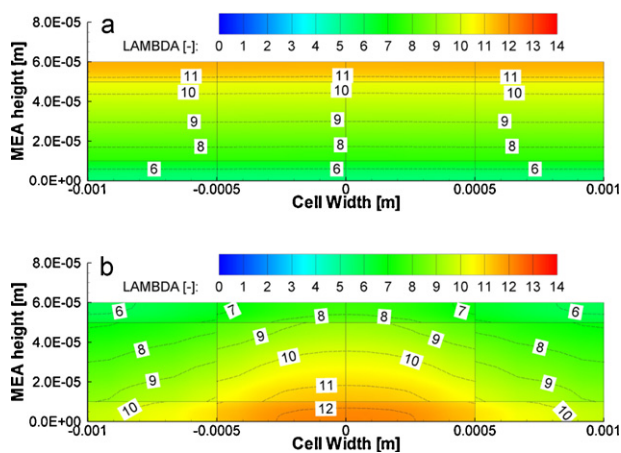 a
8.0E-05
LAMBDA [-]: 0 1 2 3 4 5 6 7 8 9 10 11 12 13 14
MEA height [m]
6.0E-05
11 11 11
10 10 10
4.0E-05
9 9 9
2.0E-05
8 8 8
6 6 6
0.0E+00
-0.001 -0.0005 0 0.0005 0.001
Cell Width [m]
b
8.0E-05
LAMBDA [-]: 0 1 2 3 4 5 6 7 8 9 10 11 12 13 14
MEA height [m]
6.0E-05
6 7 7 6
8 8
9 9
4.0E-05
8 10 10 8
2.0E-05
9 11 9
10 12 10
0.0E+00
-0.001 -0.0005 0 0.0005 0.001
Cell Width [m]